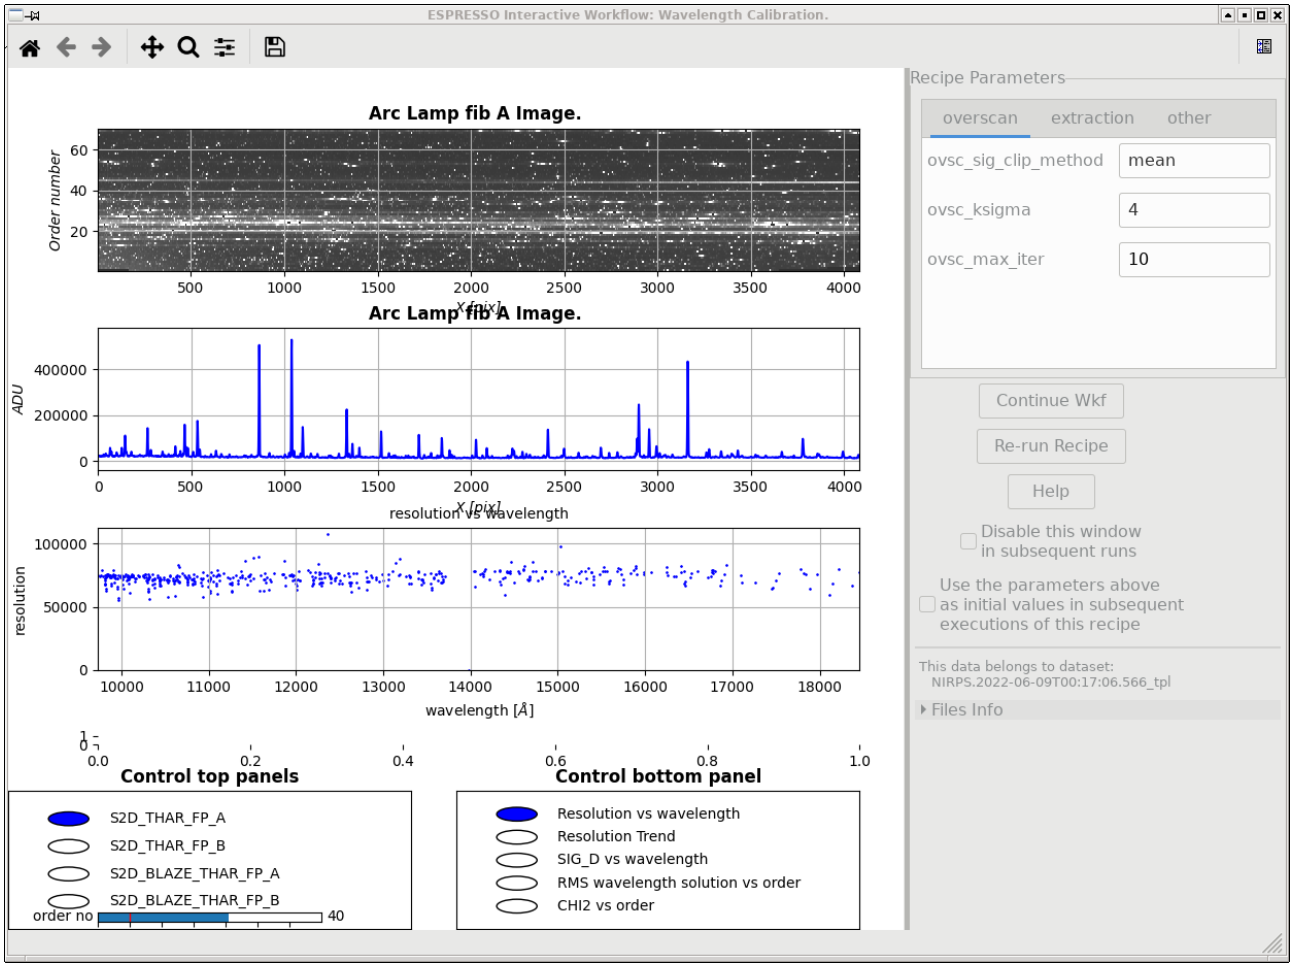 ESPRESSO Interactive Workflow: Wavelength Calibration.
Arc Lamp fib A Image.
Order number
60
40
20
500 1000 1500 2000 2500 3000 3500 4000
X [pix]
Arc Lamp fib A Image.
ADU
400000
200000
0
0 500 1000 1500 2000 2500 3000 3500 4000
X [pix]
resolution vs wavelength
resolution
100000
50000
0
10000 11000 12000 13000 14000 15000 16000 17000 18000
wavelength [Å]
1
0
0.0 0.2 0.4 0.6 0.8 1.0
Control top panels
S2D_THAR_FP_A
S2D_THAR_FP_B
S2D_BLAZE_THAR_FP_A
S2D_BLAZE_THAR_FP_B
order no 40
Control bottom panel
Resolution vs wavelength
Resolution Trend
SIG_D vs wavelength
RMS wavelength solution vs order
CHI2 vs order
Recipe Parameters
overscan extraction other
ovsc_sig_clip_method mean
ovsc_ksigma 4
ovsc_max_iter 10
Continue Wkf
Re-run Recipe
Help
Disable this window
in subsequent runs
Use the parameters above
as initial values in subsequent
executions of this recipe
This data belongs to dataset:
NIRPS.2022-06-09T00:17:06.566_tpl
Files Info